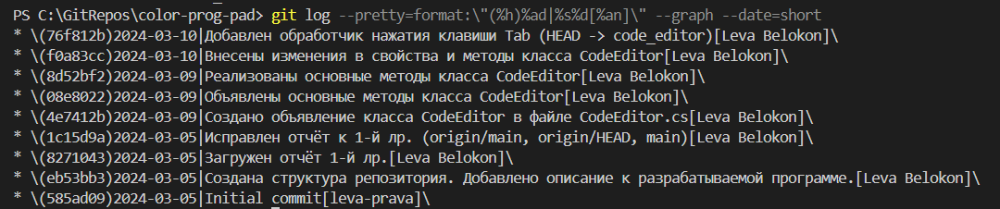 PS C:\GitRepos\color-prog-pad> git log --pretty=format:\"(%h)%ad|%s%d[%an]\" --graph --date=short
* \(76f812b)2024-03-10|Добавлен обработчик нажатия клавиши Tab (HEAD -> code_editor)[Leva Belokon]\
* \(f0a83cc)2024-03-10|Внесены изменения в свойства и методы класса CodeEditor[Leva Belokon]\
* \(8d52bf2)2024-03-09|Реализованы основные методы класса CodeEditor[Leva Belokon]\
* \(08e8022)2024-03-09|Объявлены основные методы класса CodeEditor[Leva Belokon]\
* \(4e7412b)2024-03-09|Создано объявление класса CodeEditor в файле CodeEditor.cs[Leva Belokon]\
* \(1c15d9a)2024-03-05|Исправлен отчёт к 1-й лр. (origin/main, origin/HEAD, main)[Leva Belokon]\
* \(8271043)2024-03-05|Загружен отчёт 1-й лр.[Leva Belokon]\
* \(eb53bb3)2024-03-05|Создана структура репозитория. Добавлено описание к разрабатываемой программе.[Leva Belokon]\
* \(585ad09)2024-03-05|Initial commit[leva-prava]\